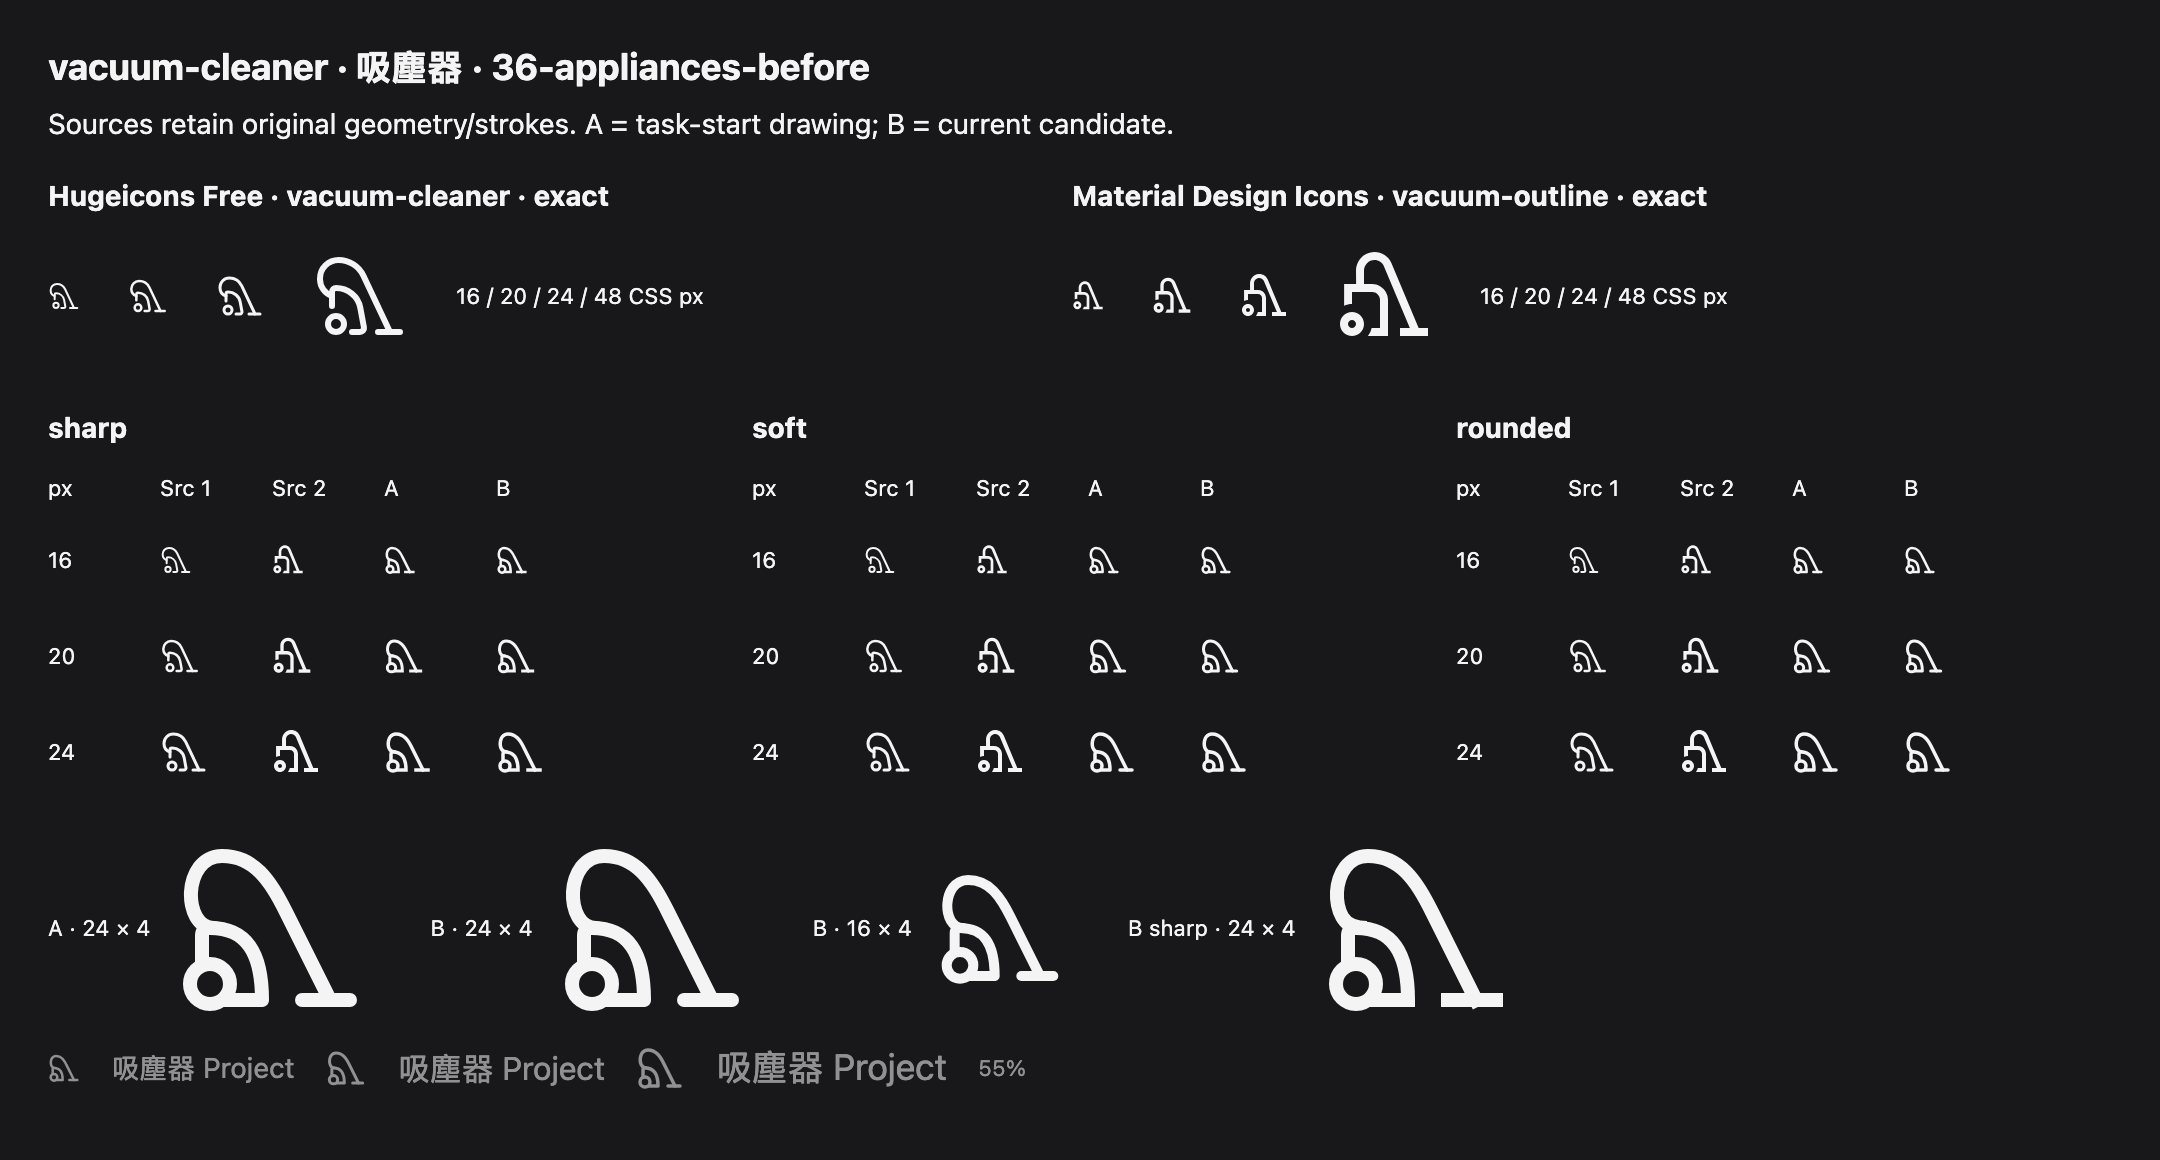 vacuum-cleaner · 吸塵器 · 36-appliances-before
Sources retain original geometry/strokes. A = task-start drawing; B = current candidate.
Hugeicons Free · vacuum-cleaner · exact
16 / 20 / 24 / 48 CSS px
Material Design Icons · vacuum-outline · exact
16 / 20 / 24 / 48 CSS px
sharp
px Src 1 Src 2 A B
16
20
24
soft
px Src 1 Src 2 A B
16
20
24
rounded
px Src 1 Src 2 A B
16
20
24
A · 24 × 4
B · 24 × 4
B · 16 × 4
B sharp · 24 × 4
吸塵器 Project 吸塵器 Project 吸塵器 Project 55%